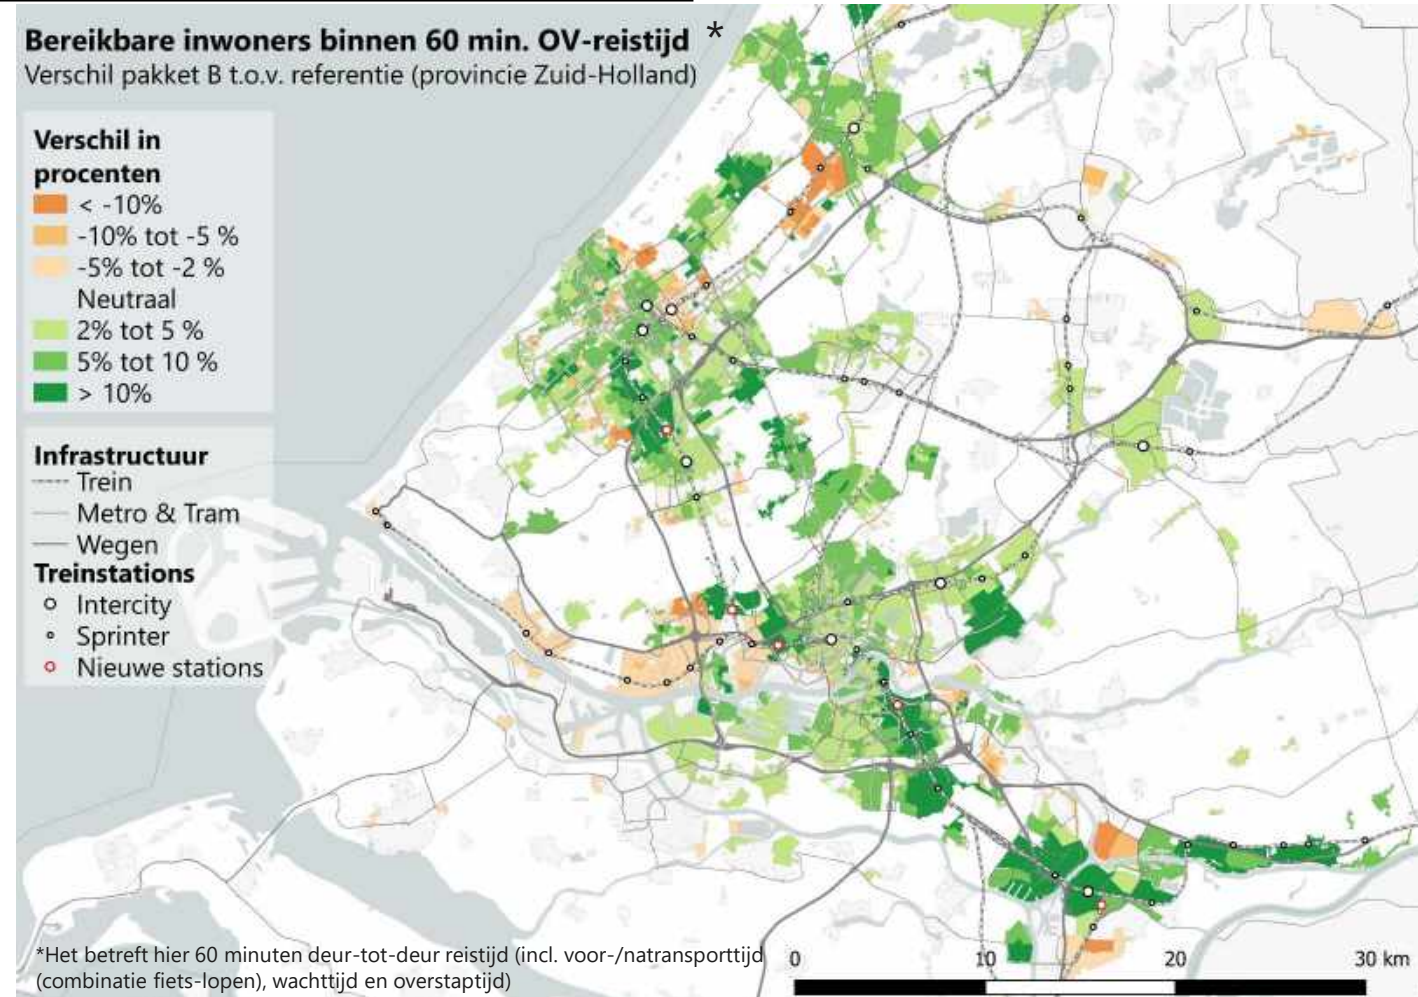 Bereikbare inwoners binnen 60 min. OV-reistijd *
Verschil pakket B t.o.v. referentie (provincie Zuid-Holland)
Verschil in
procenten
< -10%
-10% tot -5 %
-5% tot -2 %
Neutraal
2% tot 5 %
5% tot 10 %
> 10%
Infrastructuur
Trein
Metro & Tram
Wegen
Treinstations
Intercity
Sprinter
Nieuwe stations
*Het betreft hier 60 minuten deur-tot-deur reistijd (incl. voor-/natransporttijd
(combinatie fiets-lopen), wachttijd en overstaptijd)
0 10 20 30 km